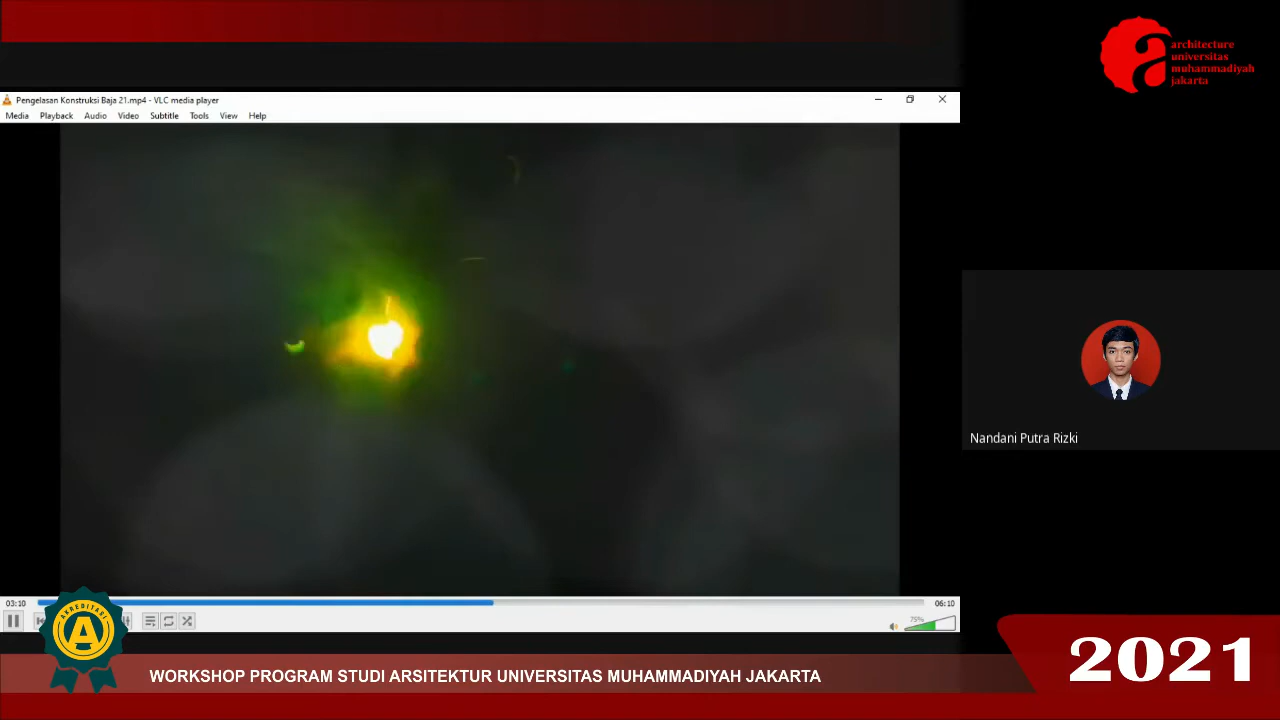 architecture
universitas
muhammadiyah
jakarta
Pengelasan Konstruksi Baja 21.mp4 - VLC media player
Media Playback Audio Video Subtitle Tools View Help
Nandani Putra Rizki
03:10
06:10
75%
AKREDITASI
A
WORKSHOP PROGRAM STUDI ARSITEKTUR UNIVERSITAS MUHAMMADIYAH JAKARTA
2021